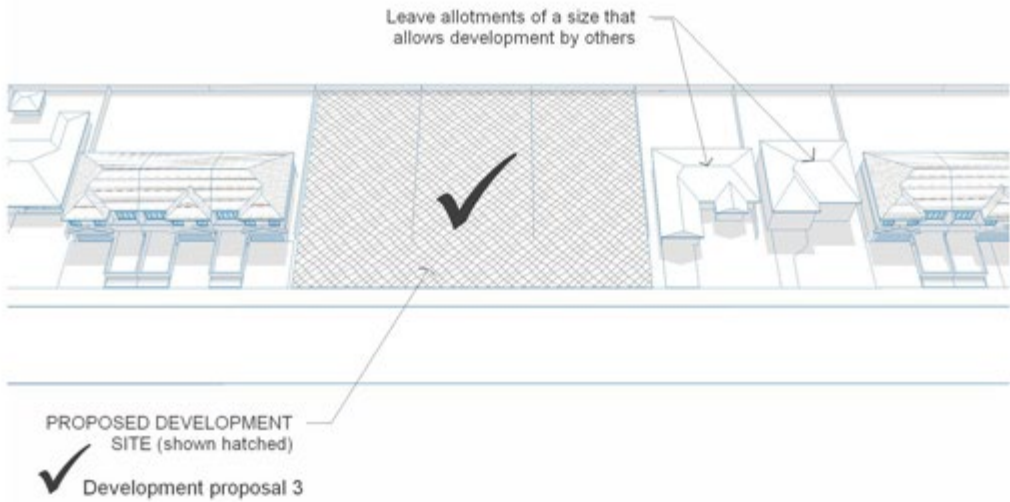 Leave allotments of a size that
allows development by others
PROPOSED DEVELOPMENT
SITE (shown hatched)
Development proposal 3